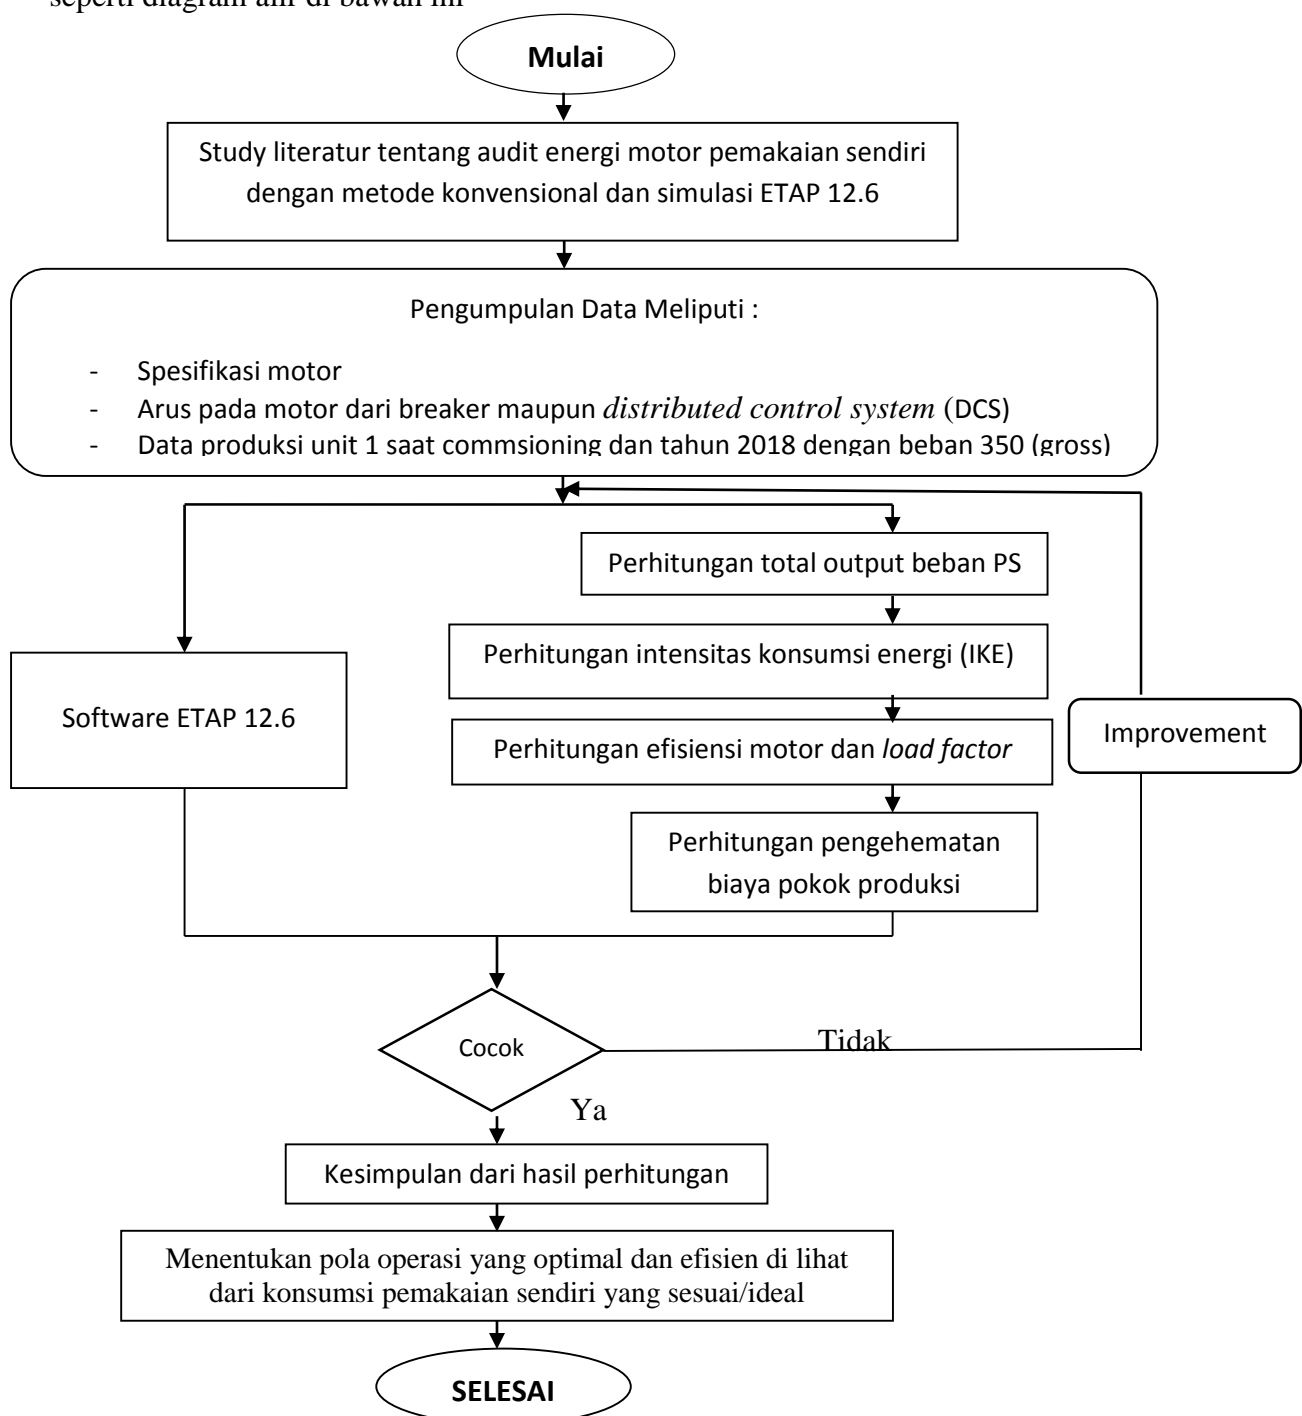 seperti diagram alir di bawah ini
Mulai
Study literatur tentang audit energi motor pemakaian sendiri
dengan metode konvensional dan simulasi ETAP 12.6
Pengumpulan Data Meliputi :
- Spesifikasi motor
- Arus pada motor dari breaker maupun distributed control system (DCS)
- Data produksi unit 1 saat commsioning dan tahun 2018 dengan beban 350 (gross)
Perhitungan total output beban PS
Perhitungan intensitas konsumsi energi (IKE)
Software ETAP 12.6
Improvement
Perhitungan efisiensi motor dan load factor
Perhitungan pengehematan
biaya pokok produksi
Cocok
Tidak
Ya
Kesimpulan dari hasil perhitungan
Menentukan pola operasi yang optimal dan efisien di lihat
dari konsumsi pemakaian sendiri yang sesuai/ideal
SELESAI